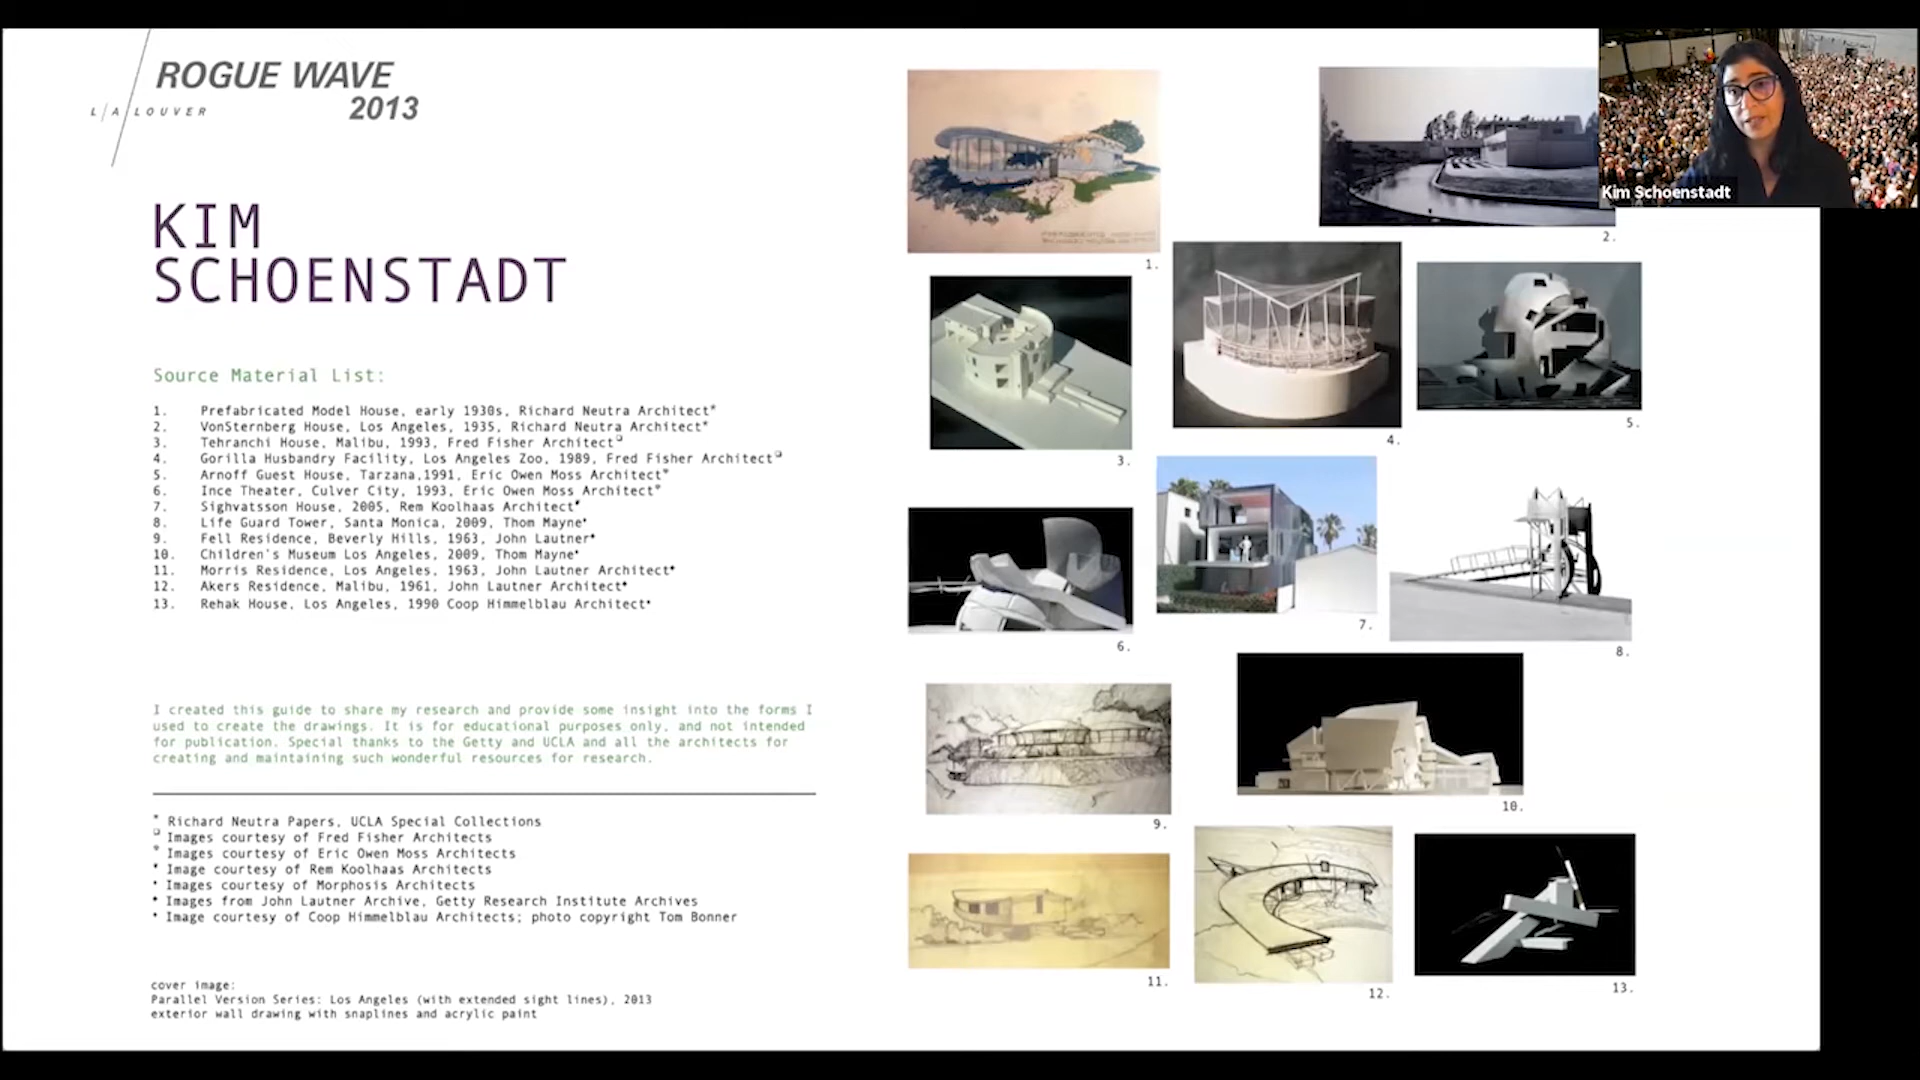 ROGUE WAVE
2013
L/A/LOUVER
KIM
SCHOENSTADT
Source Material List:
1. Prefabricated Model House, early 1930s, Richard Neutra Architect*
2. VonSternberg House, Los Angeles, 1935, Richard Neutra Architect*
3. Tehranchi House, Malibu, 1993, Fred Fisher Architect❏
4. Gorilla Husbandry Facility, Los Angeles Zoo, 1989, Fred Fisher Architect❏
5. Arnoff Guest House, Tarzana,1991, Eric Owen Moss Architect°
6. Ince Theater, Culver City, 1993, Eric Owen Moss Architect°
7. Sighvatsson House, 2005, Rem Koolhaas Architect*
8. Life Guard Tower, Santa Monica, 2009, Thom Mayne•
9. Fell Residence, Beverly Hills, 1963, John Lautner•
10. Children's Museum Los Angeles, 2009, Thom Mayne•
11. Morris Residence, Los Angeles, 1963, John Lautner Architect•
12. Akers Residence, Malibu, 1961, John Lautner Architect•
13. Rehak House, Los Angeles, 1990 Coop Himmelblau Architect•
I created this guide to share my research and provide some insight into the forms I
used to create the drawings. It is for educational purposes only, and not intended
for publication. Special thanks to the Getty and UCLA and all the architects for
creating and maintaining such wonderful resources for research.
* Richard Neutra Papers, UCLA Special Collections
❏ Images courtesy of Fred Fisher Architects
° Images courtesy of Eric Owen Moss Architects
* Image courtesy of Rem Koolhaas Architects
• Images courtesy of Morphosis Architects
• Images from John Lautner Archive, Getty Research Institute Archives
• Image courtesy of Coop Himmelblau Architects; photo copyright Tom Bonner
cover image:
Parallel Version Series: Los Angeles (with extended sight lines), 2013
exterior wall drawing with snaplines and acrylic paint
1.
2.
3.
4.
5.
6.
7.
8.
9.
10.
11.
12.
13.
Kim Schoenstadt